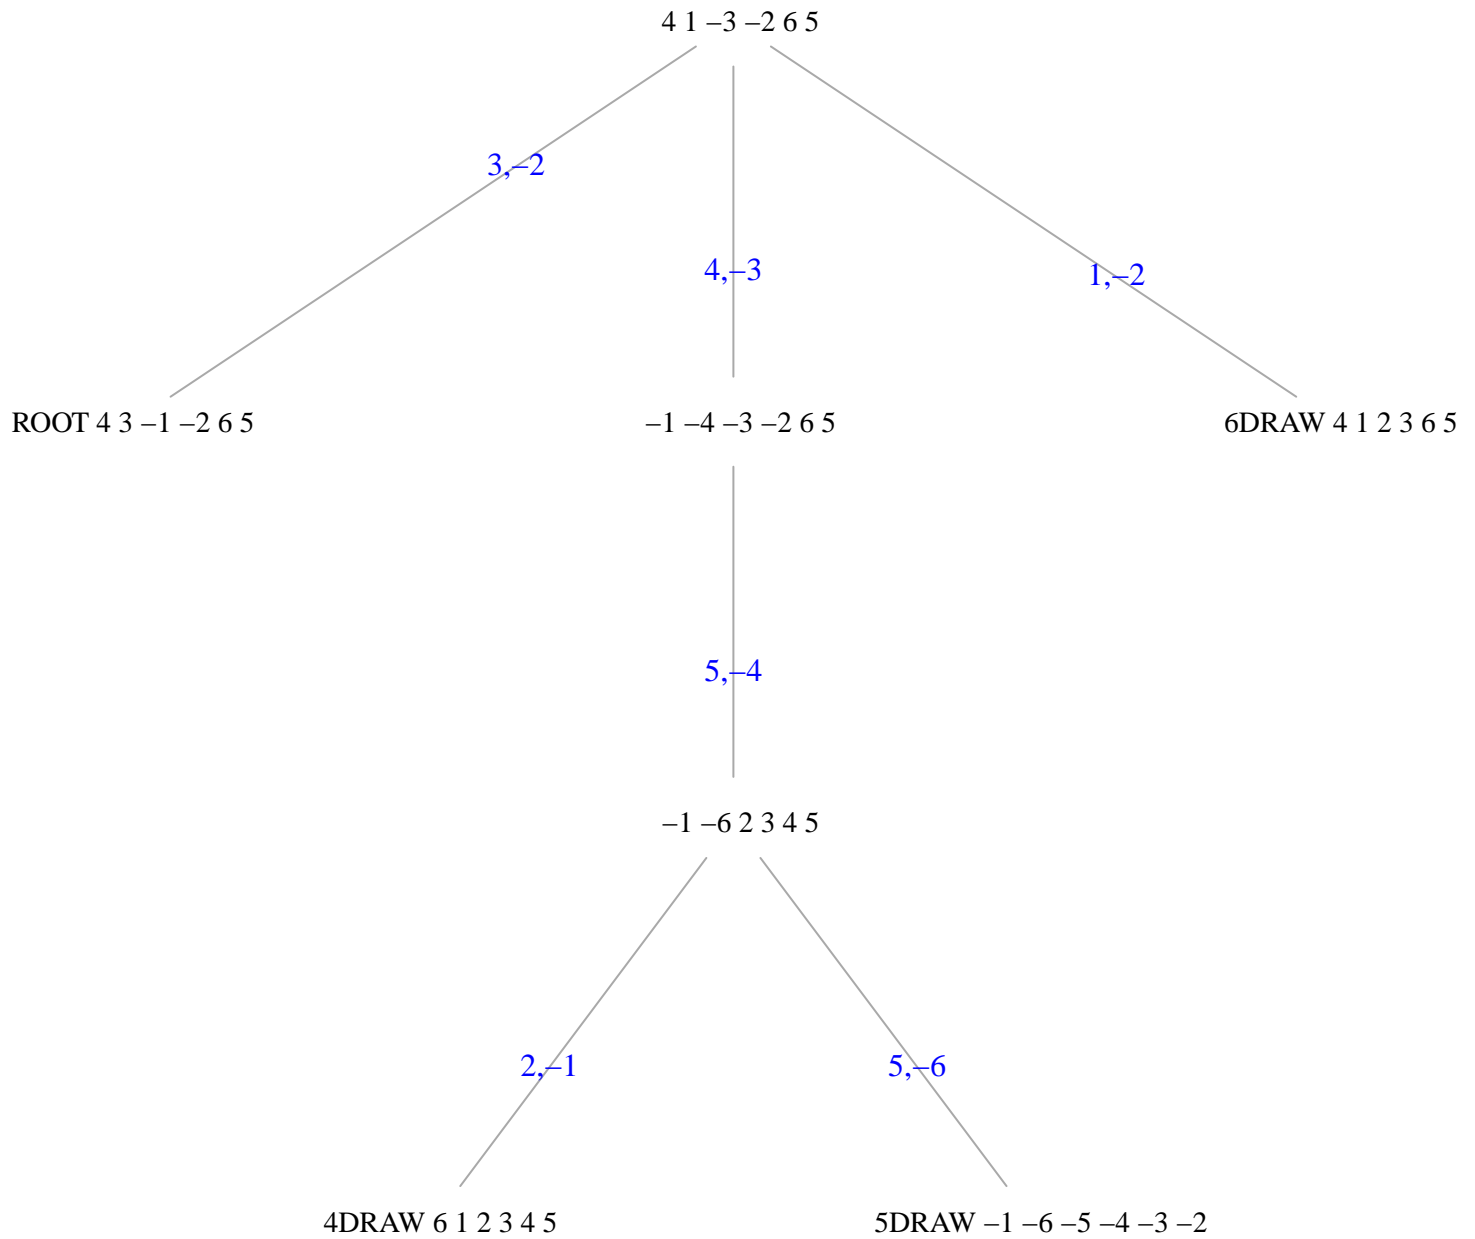 4 1 –3 –2 6 5
3,–2
4,–3
1,–2
ROOT 4 3 –1 –2 6 5
–1 –4 –3 –2 6 5
6DRAW 4 1 2 3 6 5
5,–4
–1 –6 2 3 4 5
2,–1
5,–6
4DRAW 6 1 2 3 4 5
5DRAW –1 –6 –5 –4 –3 –2